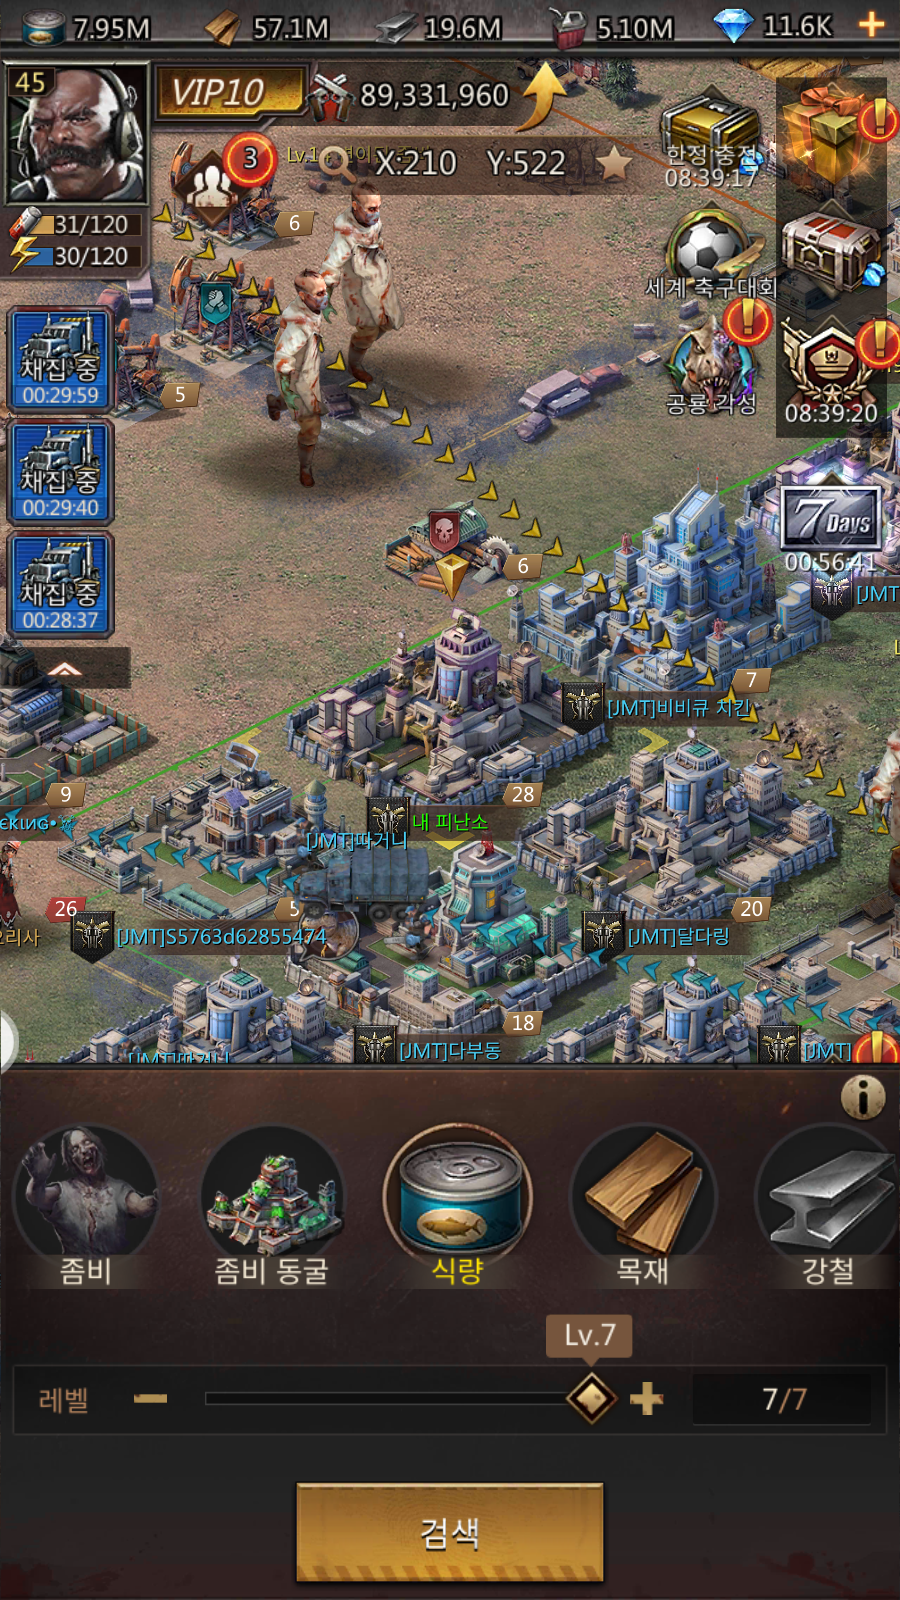 7.95M 57.1M 19.6M 5.10M 11.6K
45
VIP10
89,331,960
3
X:210 Y:522
한정 충전
08:39:17
31/120
30/120
6
세계 축구대회
채집 중
00:29:59
5
공룡 각성
08:39:20
채집 중
00:29:40
7 Days
00:56:41
채집 중
00:28:37
6
[JMT
7
[JMT]비비큐 치킨
9
28
내 피난소
[JMT]따거니
26
5
20
[JMT]S5763d62855474
[JMT]달다링
18
[JMT]다부동
[JMT]
좀비
좀비 동굴
식량
목재
강철
Lv.7
레벨
7/7
검색